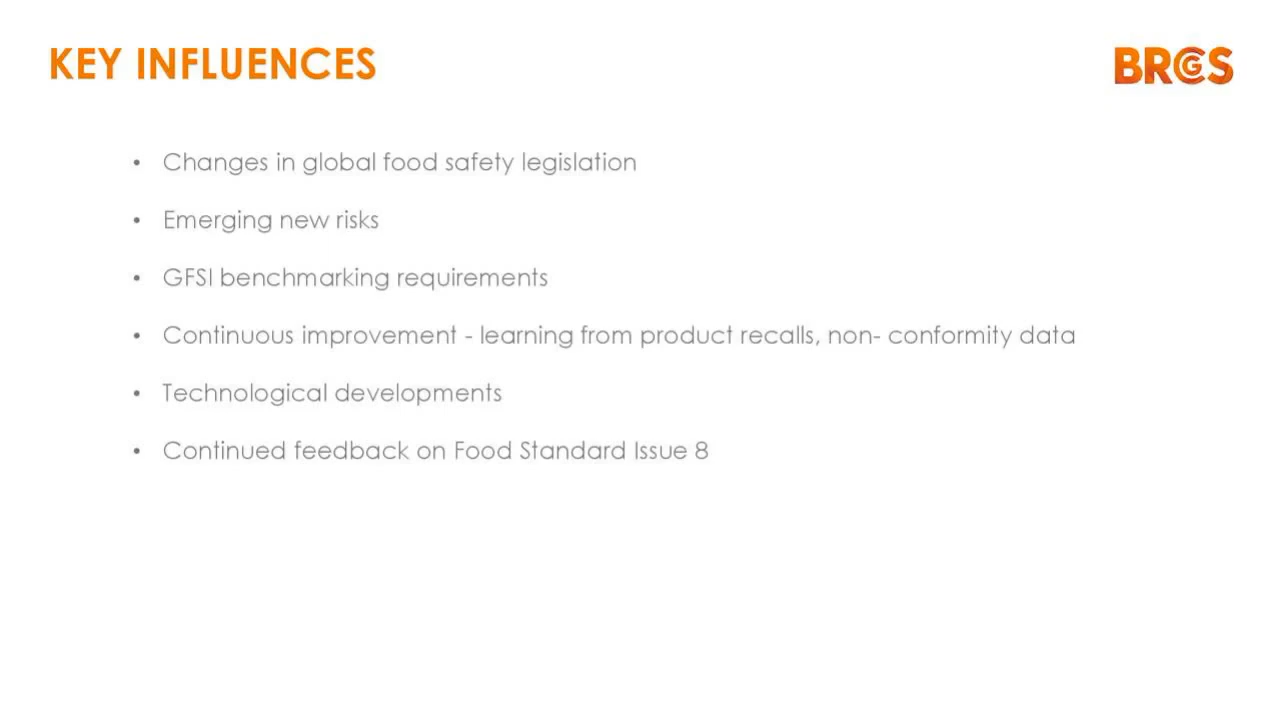 KEY INFLUENCES
BRCGS
• Changes in global food safety legislation
• Emerging new risks
• GFSI benchmarking requirements
• Continuous improvement - learning from product recalls, non- conformity data
• Technological developments
• Continued feedback on Food Standard Issue 8